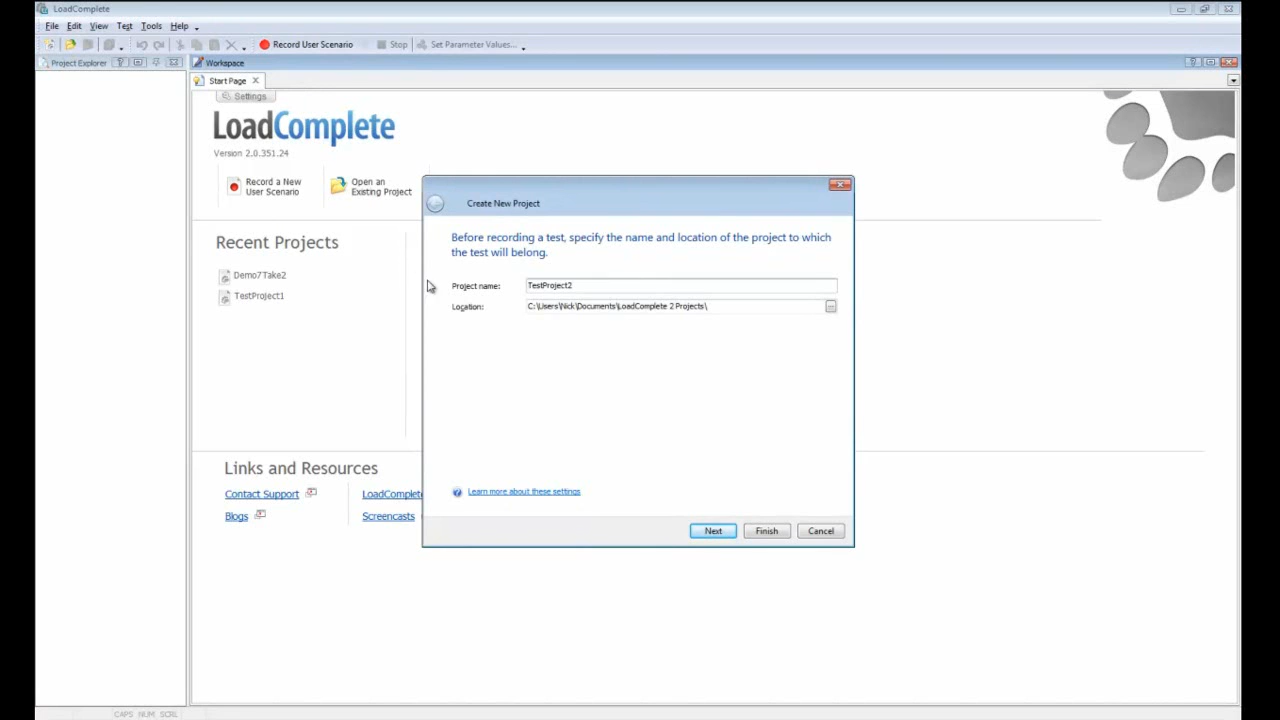 LoadComplete
File Edit View Test Tools Help
Record User Scenario Stop Set Parameter Values...
Project Explorer
Workspace
Start Page
Settings
LoadComplete
Version 2.0.351.24
Record a New
User Scenario
Open an
Existing Project
Recent Projects
Demo7Take2
TestProject1
Links and Resources
Contact Support
LoadComplete
Blogs
Screencasts
Create New Project
Before recording a test, specify the name and location of the project to which
the test will belong.
Project name: TestProject2
Location: C:\Users\Nick\Documents\LoadComplete 2 Projects\
...
Learn more about these settings
Next Finish Cancel
CAPS NUM SCRL